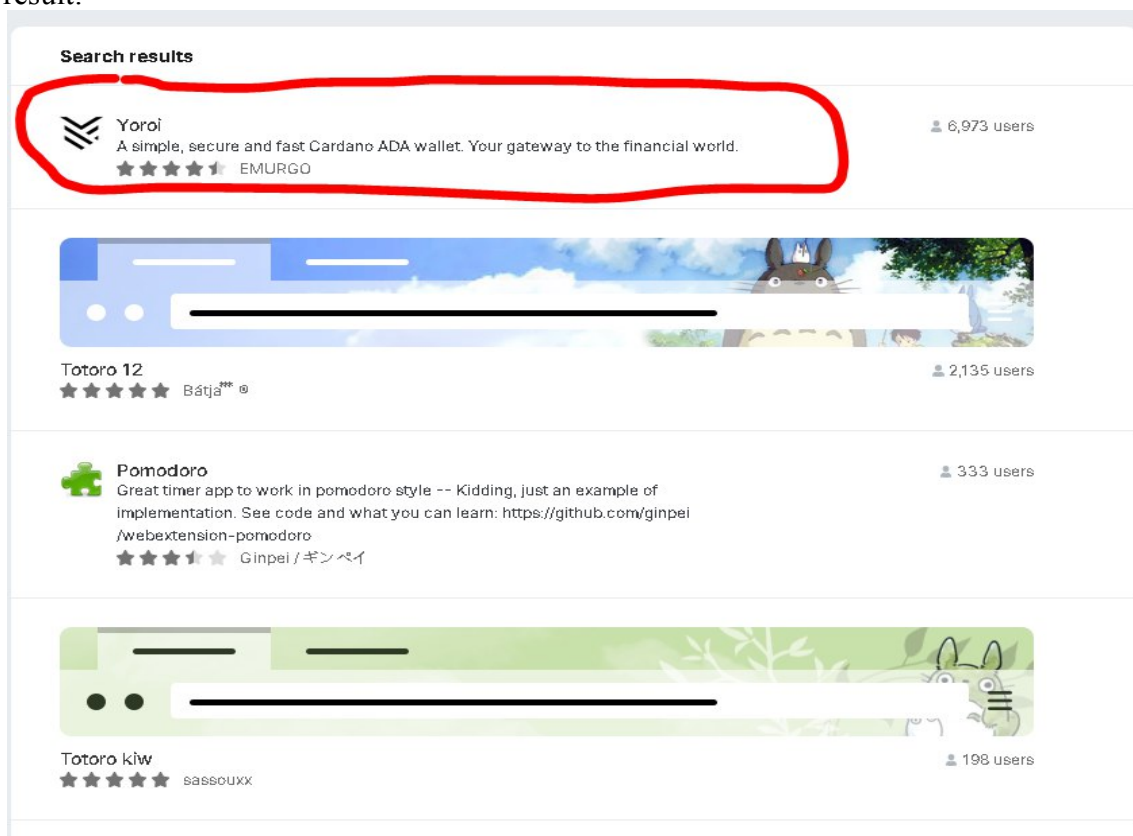 result.
Search results
Yoroi
6,973 users
A simple, secure and fast Cardano ADA wallet. Your gateway to the financial world.
EMURGO
Totoro 12
2,135 users
Bátja*** ®
Pomodoro
333 users
Great timer app to work in pomodoro style -- Kidding, just an example of
implementation. See code and what you can learn: https://github.com/ginpei
/webextension-pomodoro
Ginpei / ギンペイ
Totoro kiw
198 users
sassouxx